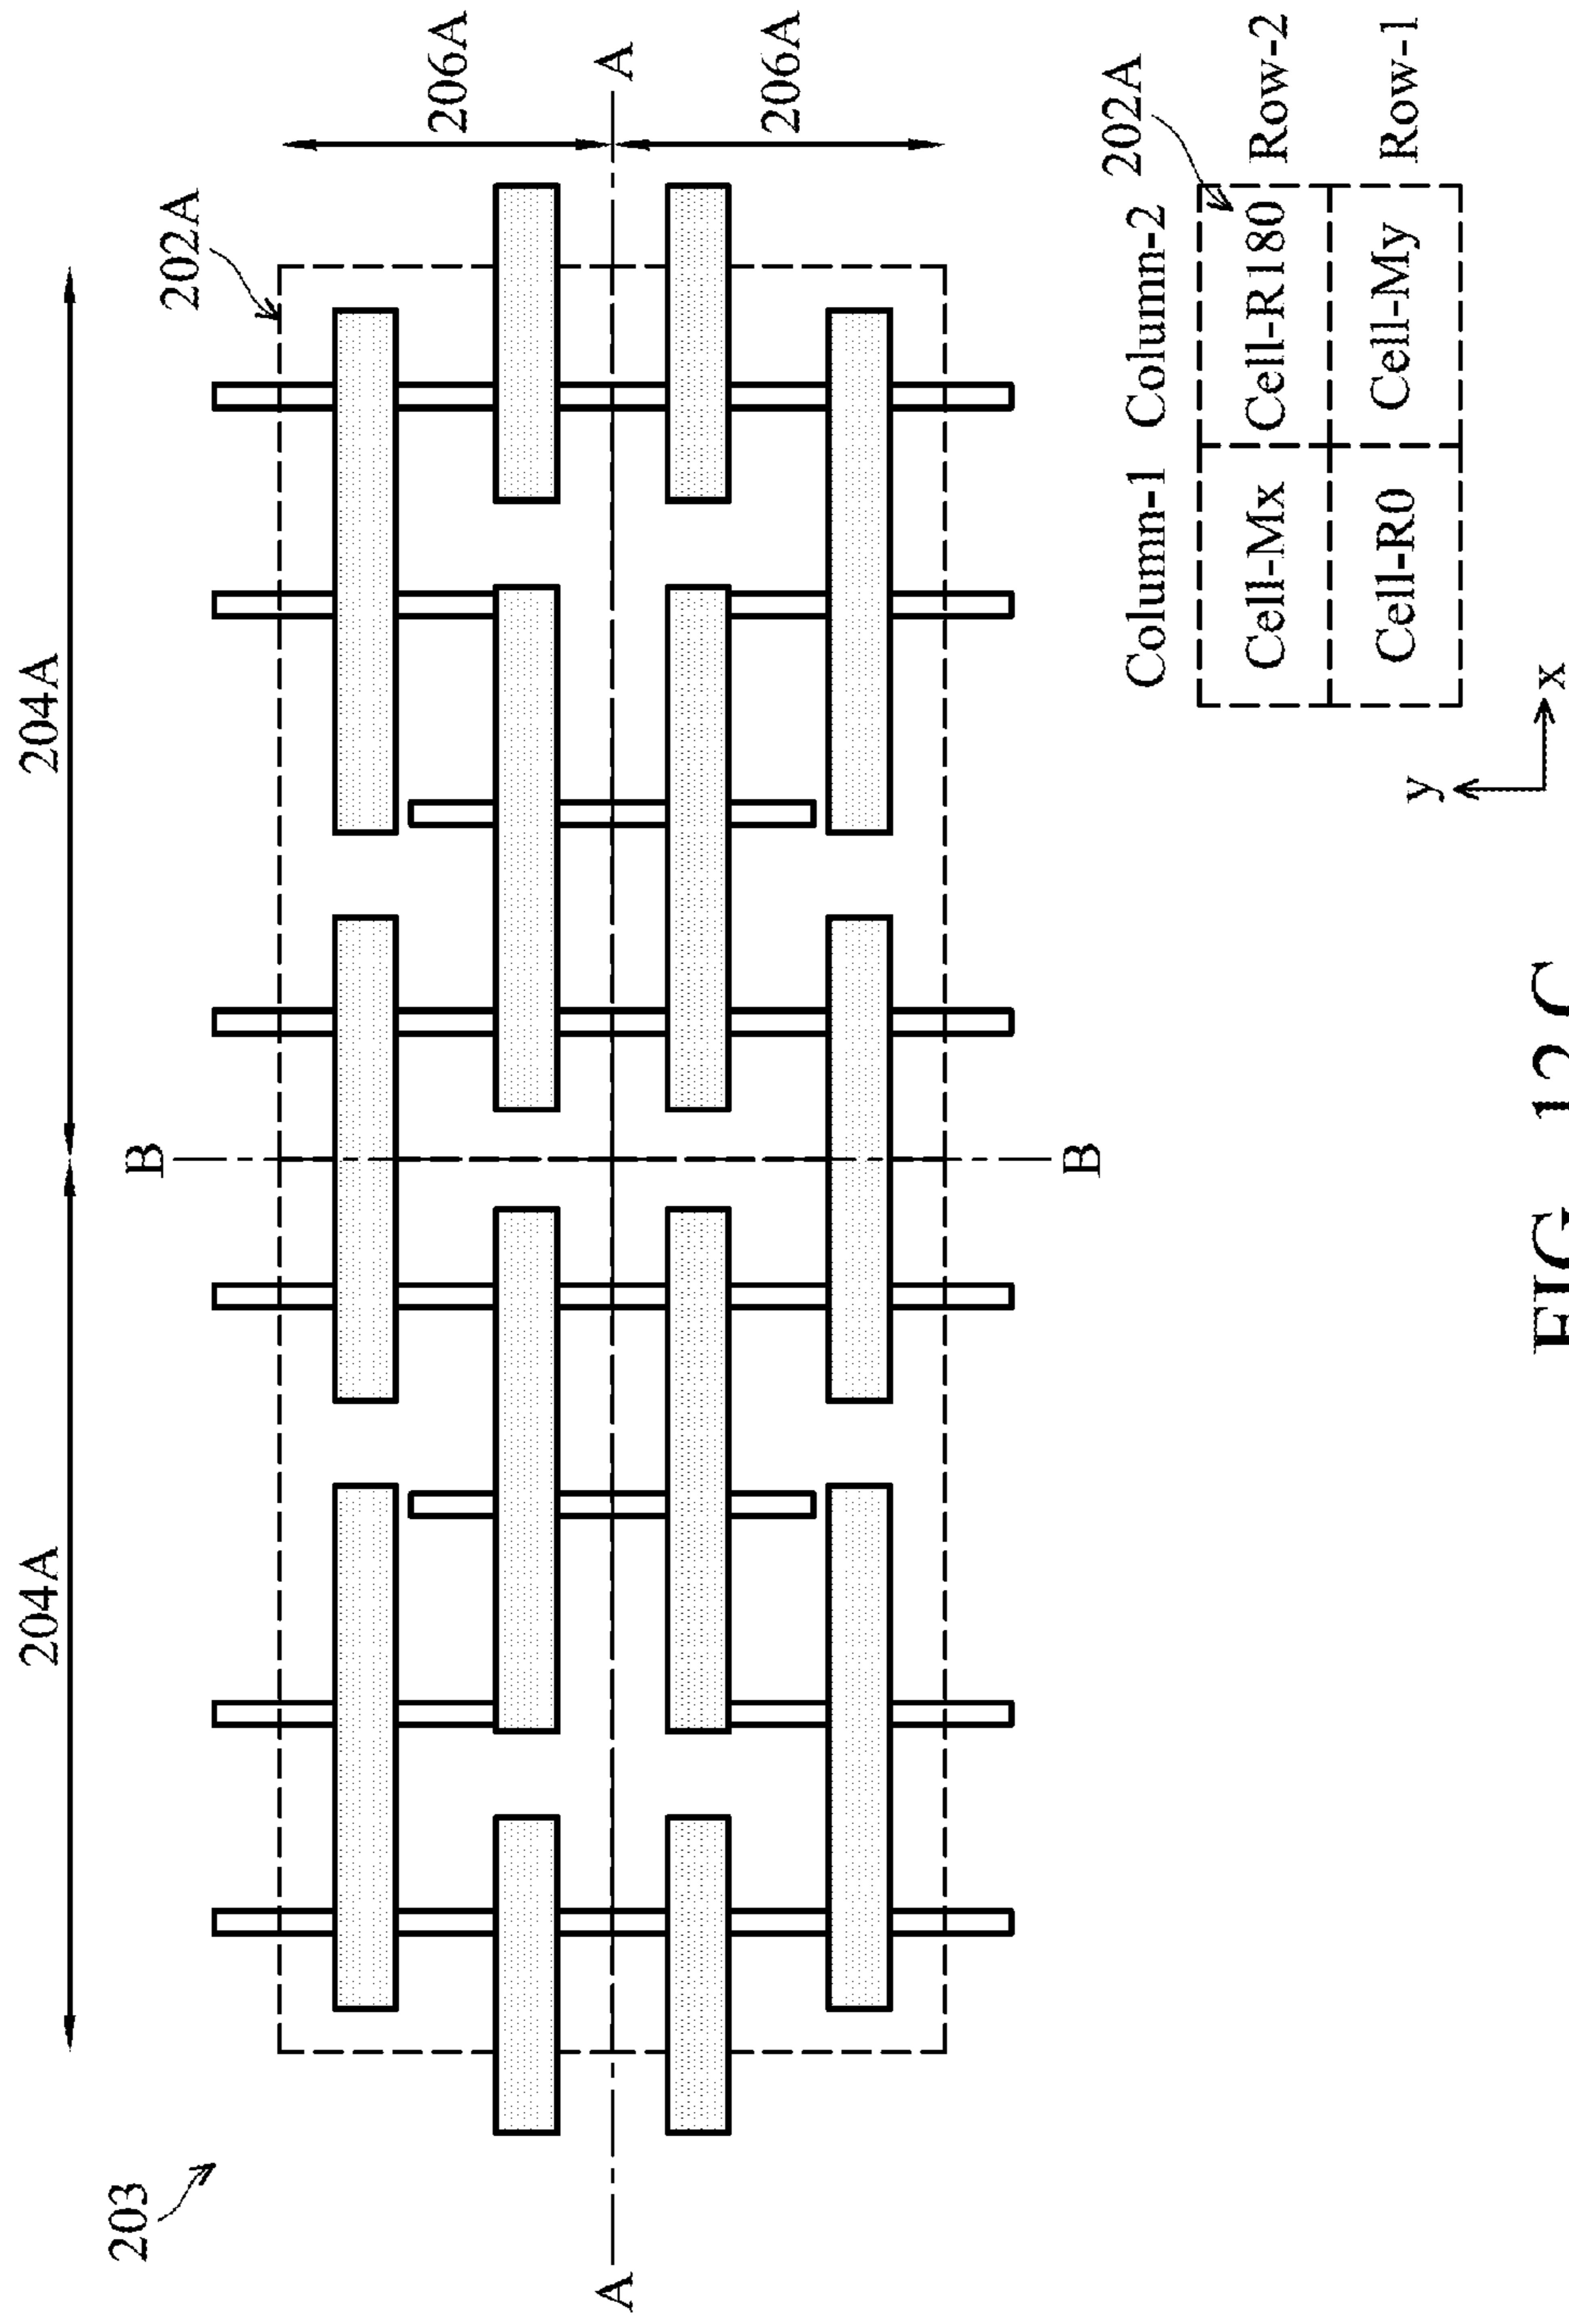 203
204A
204A
B
202A
206A
206A
A
A
B
Column-1 Column-2
202A
Cell-Mx Cell-R180 Row-2
Cell-R0 Cell-My Row-1
y
x
FIG. 12 C